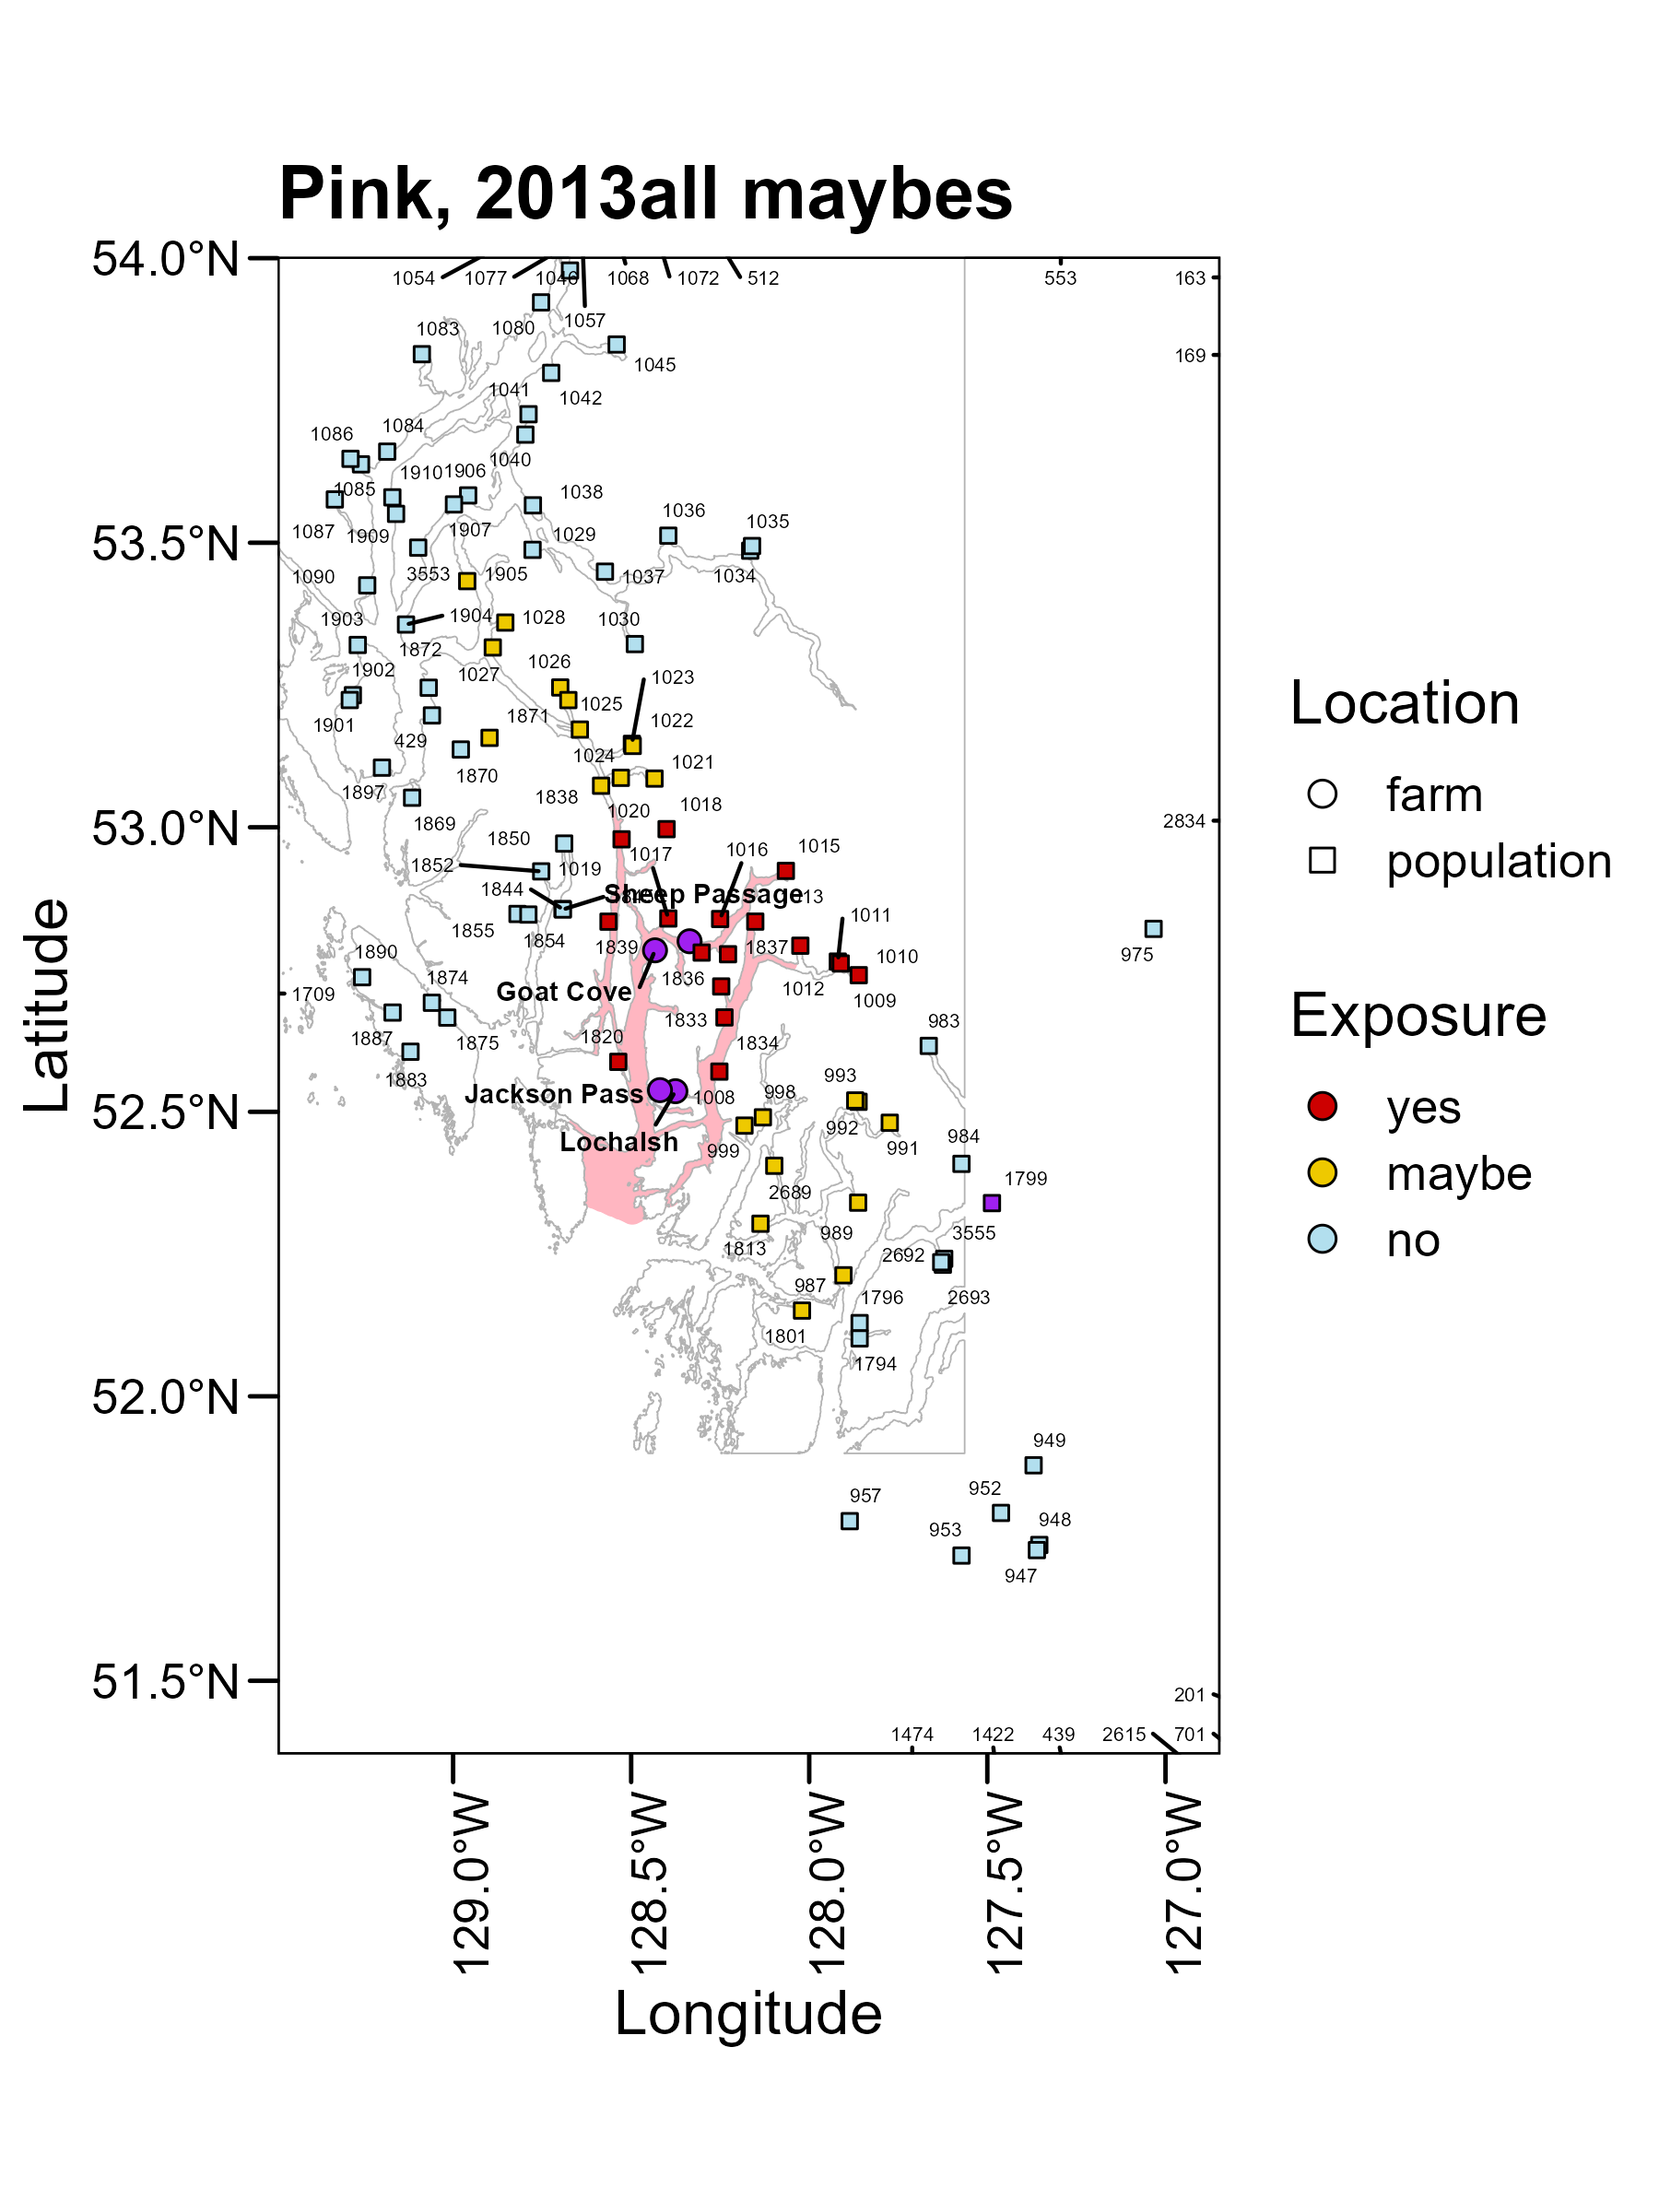 Pink, 2013all maybes
54.0°N
53.5°N
53.0°N
52.5°N
52.0°N
51.5°N
Latitude
1054 1077 1046 1068 1072 512 553 163
1057
1083 1080
169
1045
1041
1042
1086 1084
1040
1910 1906
1085 1038
1036
1035
1087 1909 1907 1029
1090 3553 1905 1037 1034
1903 1904 1028 1030
1872
1902 1027 1026 1023
1901 1871 1025 1022
429 1024
1870 1021
1897 1838 1020 1018
1869 2834
1850 1017 1016 1015
1852 1019
1844 Sheep Passage
1011
1855 1854 1839 1837
1890 1836 1010 975
1874 Goat Cove 1012 1009
1709
1887 1875 1833 983
1820 1834
1883 993
Jackson Pass 1008 998
992
Lochalsh 999 991 984
2689 1799
1813 989 3555
2692
987 1796 2693
1801
1794
949
957 952
953 948
947
201
1474 1422 439 2615 701
129.0°W
128.5°W
128.0°W
127.5°W
127.0°W
Longitude
Location
farm
population
Exposure
yes
maybe
no